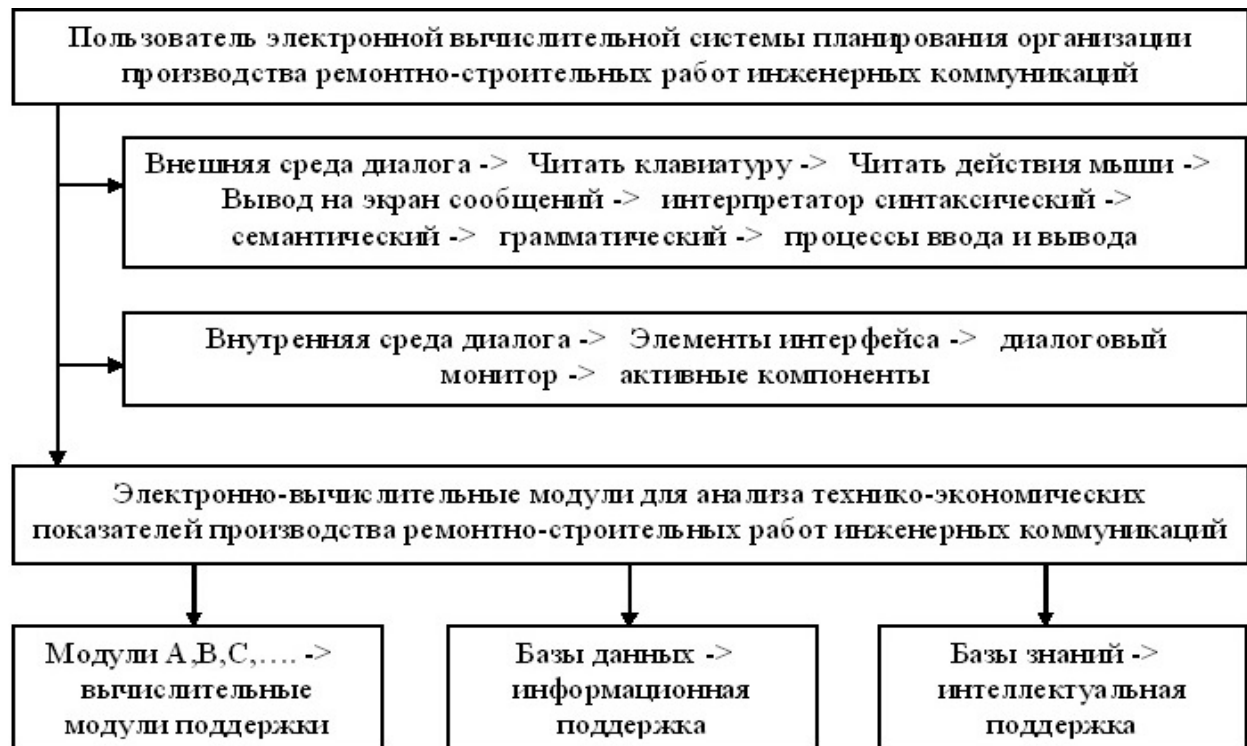 Пользователь электронной вычислительной системы планирования организации
производства ремонтно-строительных работ инженерных коммуникаций
Внешняя среда диалога -> Читать клавиатуру -> Читать действия мыши ->
Вывод на экран сообщений -> интерпретатор синтаксический ->
семантический -> грамматический -> процессы ввода и вывода
Внутренняя среда диалога -> Элементы интерфейса -> диалоговый
монитор -> активные компоненты
Электронно-вычислительные модули для анализа технико-экономических
показателей производства ремонтно-строительных работ инженерных коммуникаций
Модули А,В,С,…. ->
вычислительные
модули поддержки
Базы данных ->
информационная
поддержка
Базы знаний ->
интеллектуальная
поддержка